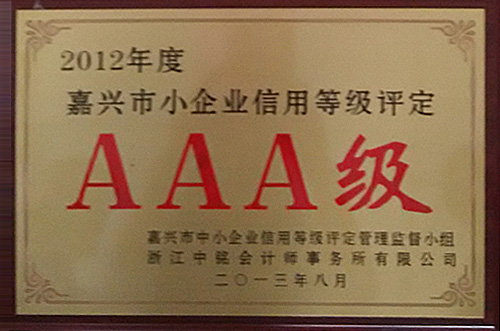 2012年度
嘉兴市小企业信用等级评定
AAA级
嘉兴市中小企业信用等级评定管理监督小组
浙江中铭会计师事务所有限公司
二〇一三年八月